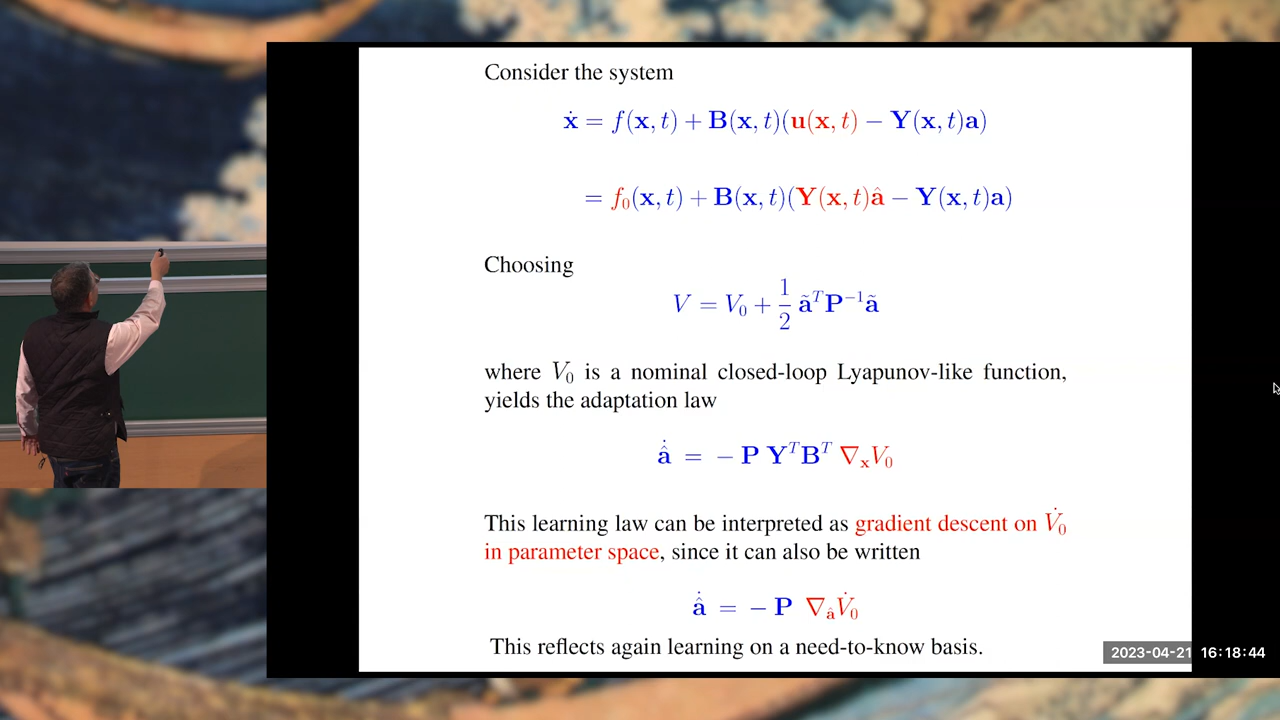 Consider the system
ẋ = f(x, t) + B(x, t)(u(x, t) − Y(x, t)a)
= f₀(x, t) + B(x, t)(Y(x, t)â − Y(x, t)a)
Choosing
V = V₀ + 1/2 ãᵀP⁻¹ã
where V₀ is a nominal closed-loop Lyapunov-like function,
yields the adaptation law
â̇ = − P YᵀBᵀ ∇ₓV₀
This learning law can be interpreted as gradient descent on V̇₀
in parameter space, since it can also be written
â̇ = − P ∇_â V̇₀
This reflects again learning on a need-to-know basis.
2023-04-21 16:18:44